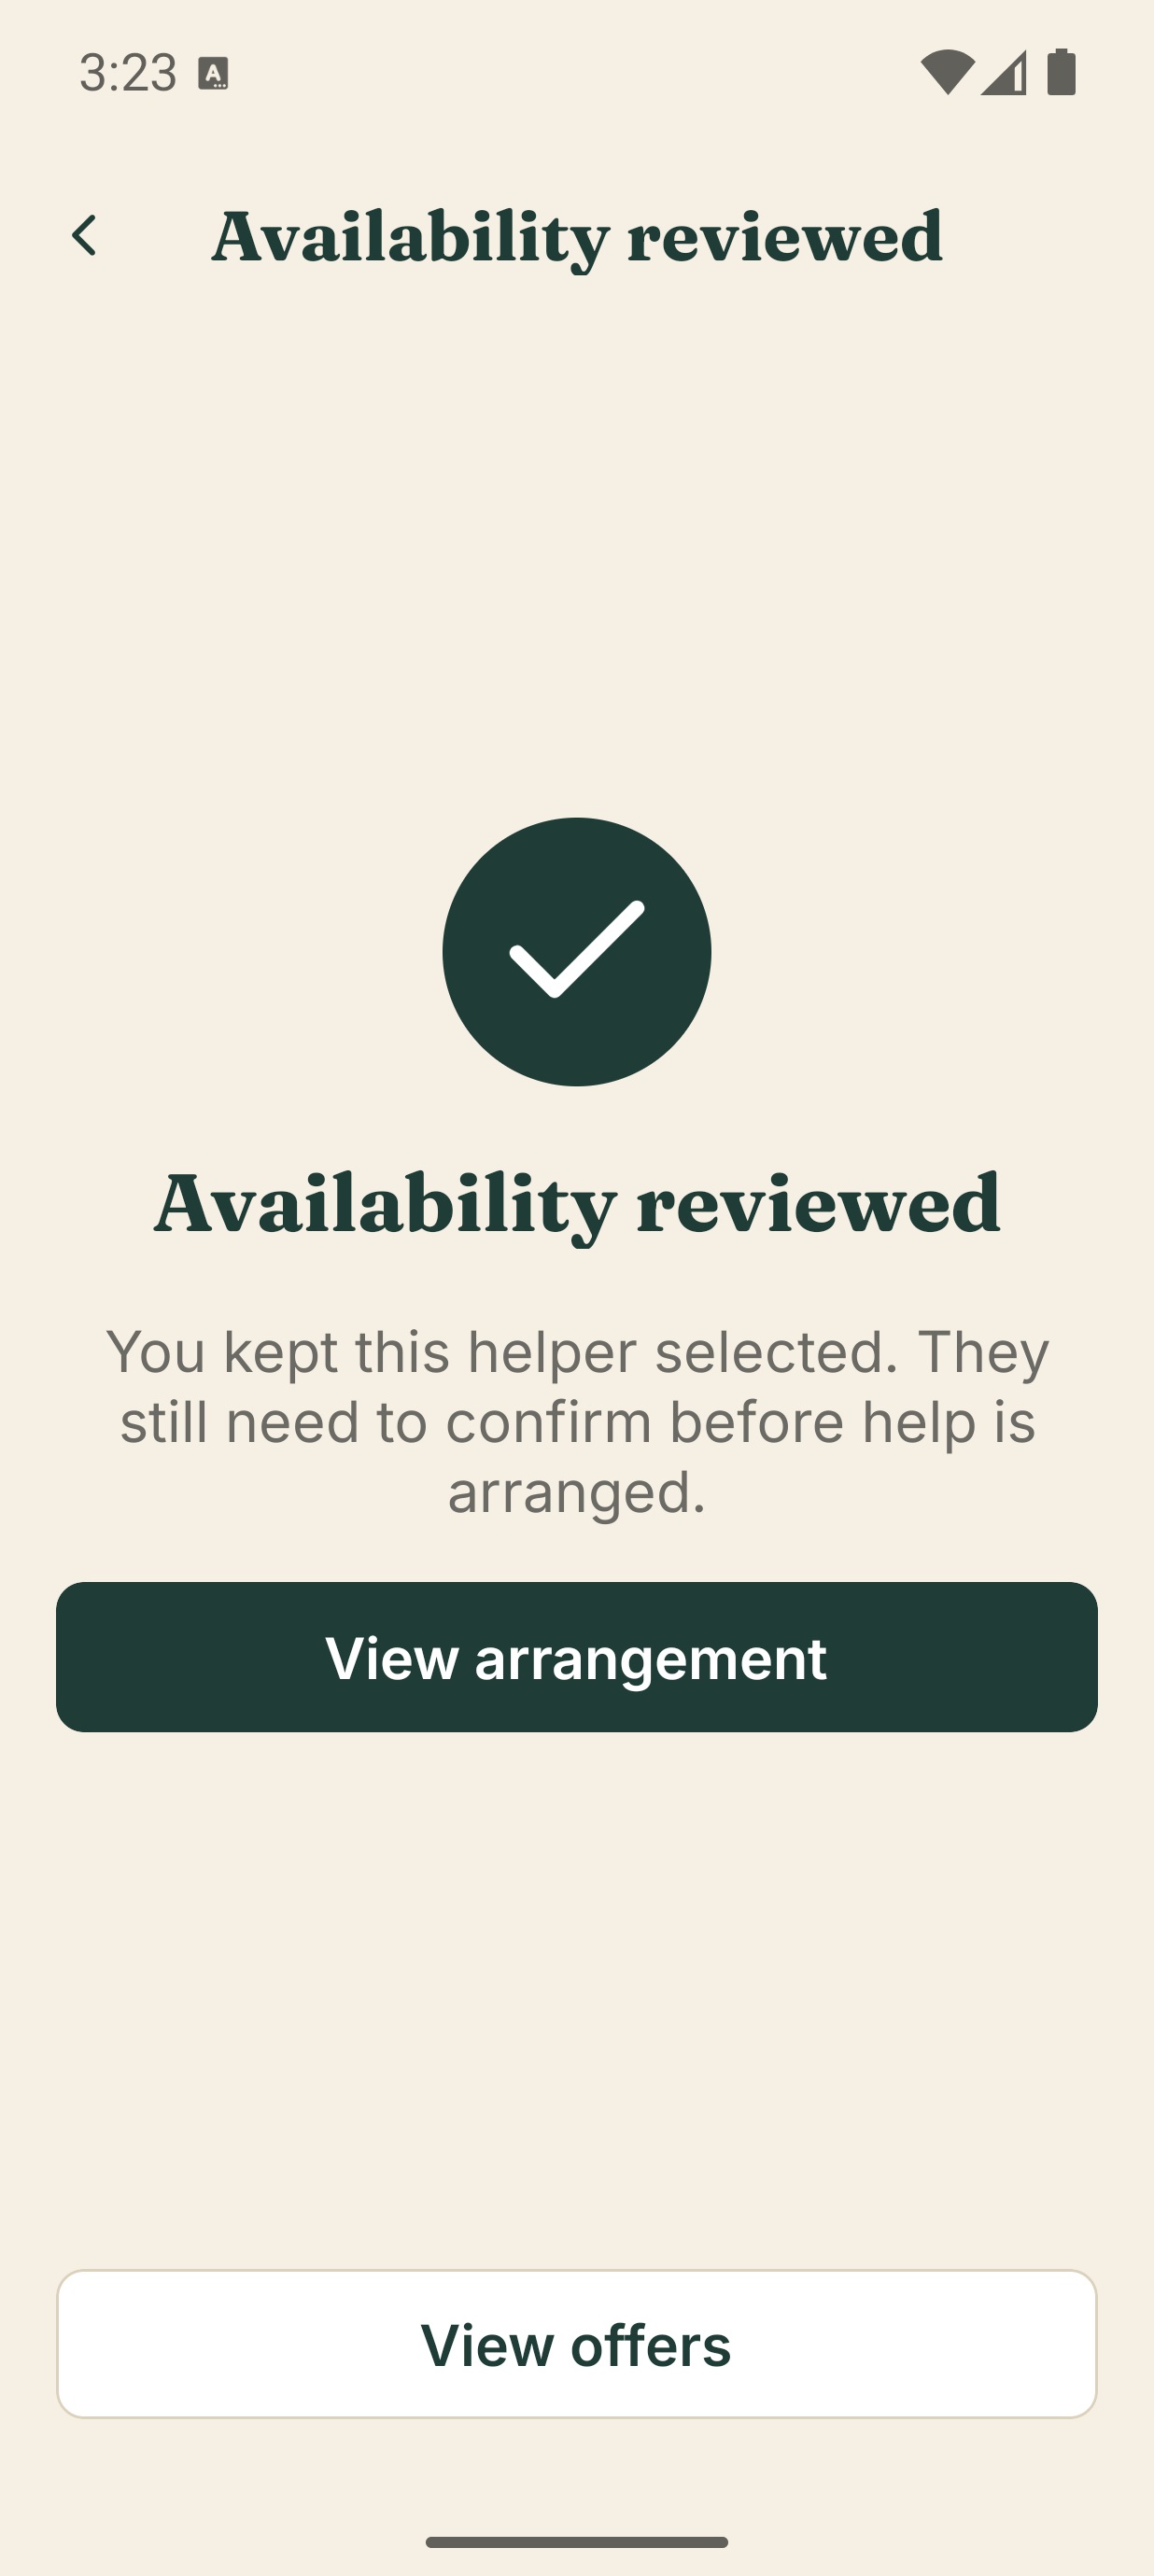 3:23
Availability reviewed
Availability reviewed
You kept this helper selected. They
still need to confirm before help is
arranged.
View arrangement
View offers